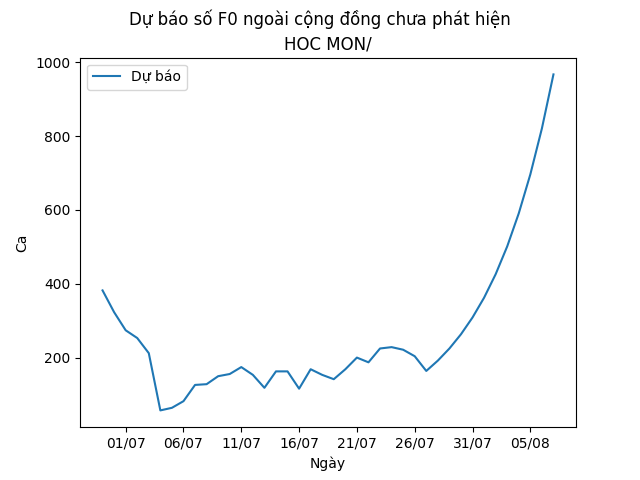 Dự báo số F0 ngoài cộng đồng chưa phát hiện
HOC MON/
Dự báo
1000
800
600
400
200
Ca
01/07 06/07 11/07 16/07 21/07 26/07 31/07 05/08
Ngày